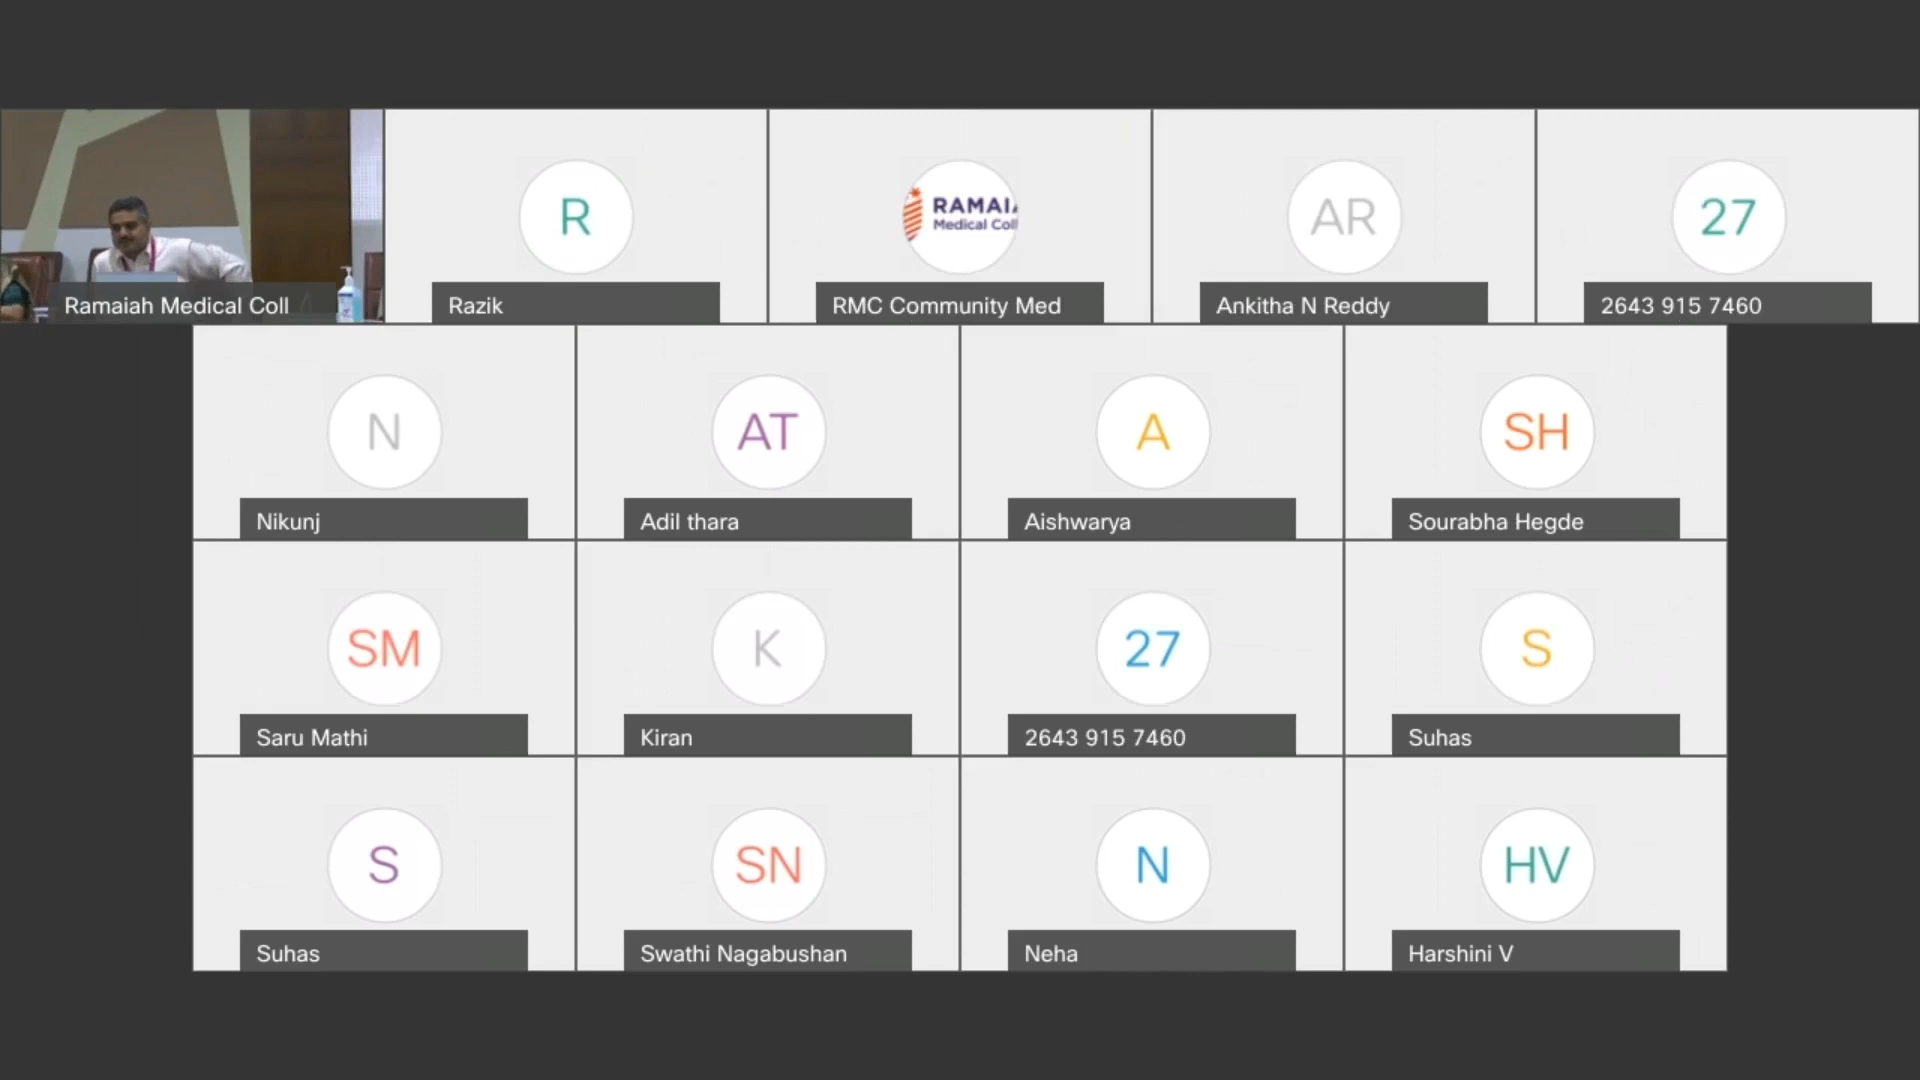 Ramaiah Medical Coll
R
Razik
RAMAIA
Medical Coll
RMC Community Med
AR
Ankitha N Reddy
27
2643 915 7460
N
Nikunj
AT
Adil thara
A
Aishwarya
SH
Sourabha Hegde
SM
Saru Mathi
K
Kiran
27
2643 915 7460
S
Suhas
S
Suhas
SN
Swathi Nagabushan
N
Neha
HV
Harshini V